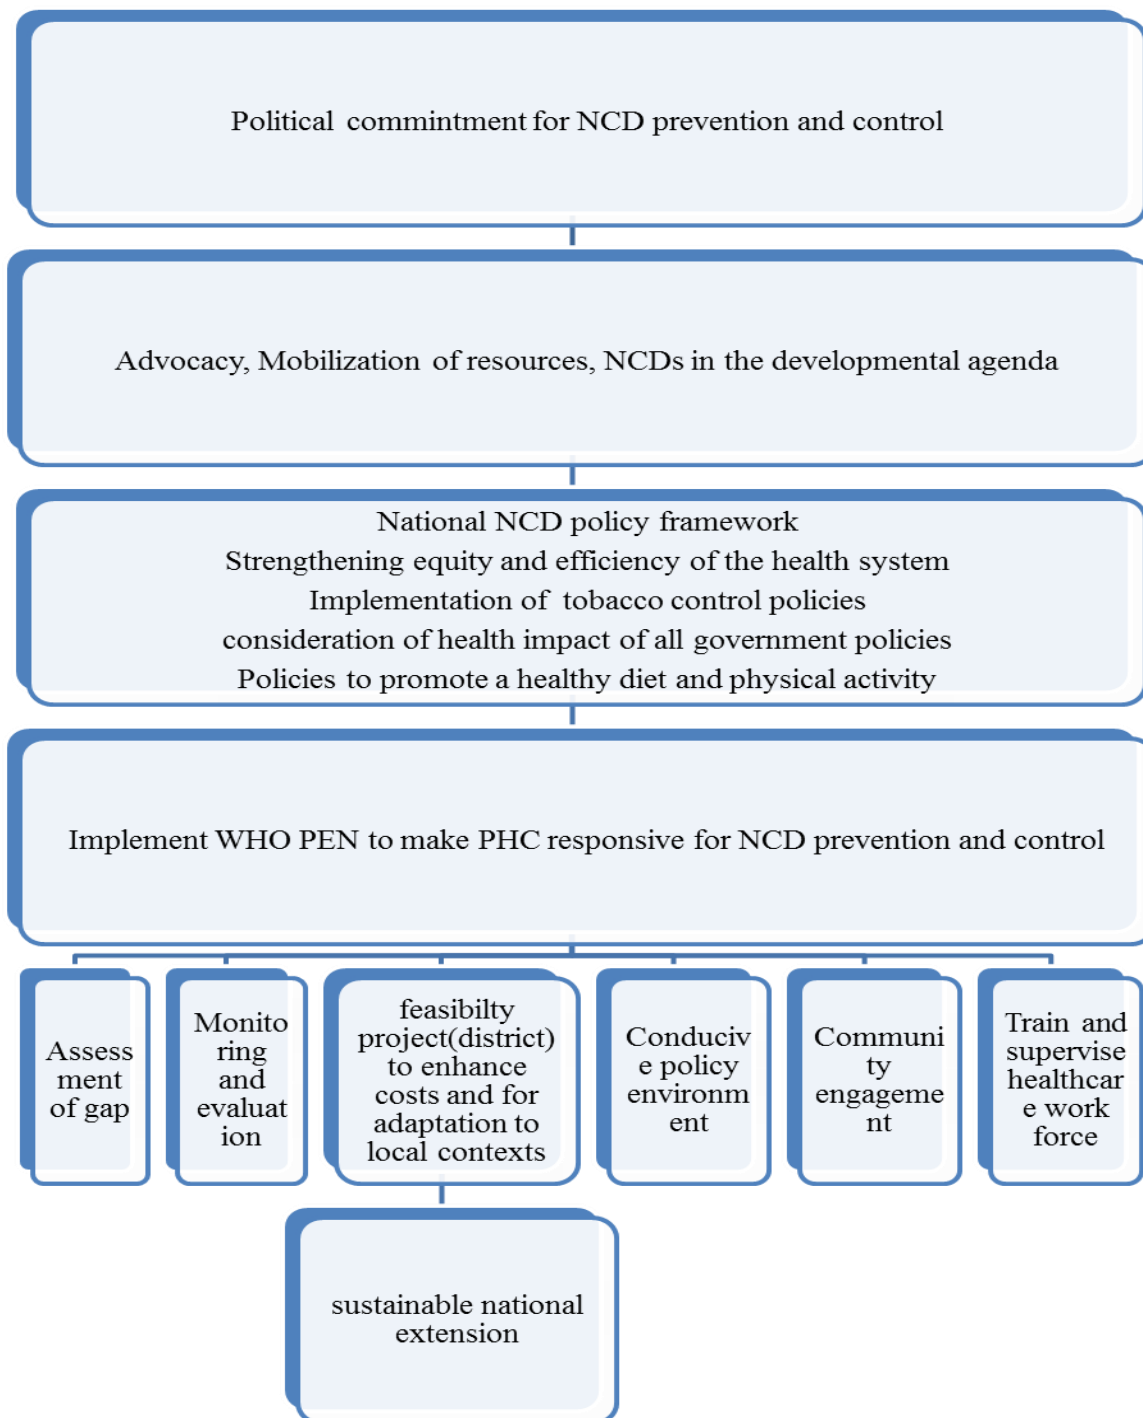 Political commintment for NCD prevention and control
Advocacy, Mobilization of resources, NCDs in the developmental agenda
National NCD policy framework
Strengthening equity and efficiency of the health system
Implementation of tobacco control policies
consideration of health impact of all government policies
Policies to promote a healthy diet and physical activity
Implement WHO PEN to make PHC responsive for NCD prevention and control
Assess
ment
of gap
Monito
ring
and
evaluat
ion
feasibilty
project(district)
to enhance
costs and for
adaptation to
local contexts
Conduciv
e policy
environm
ent
Communi
ty
engageme
nt
Train and
supervise
healthcar
e work
force
sustainable national
extension